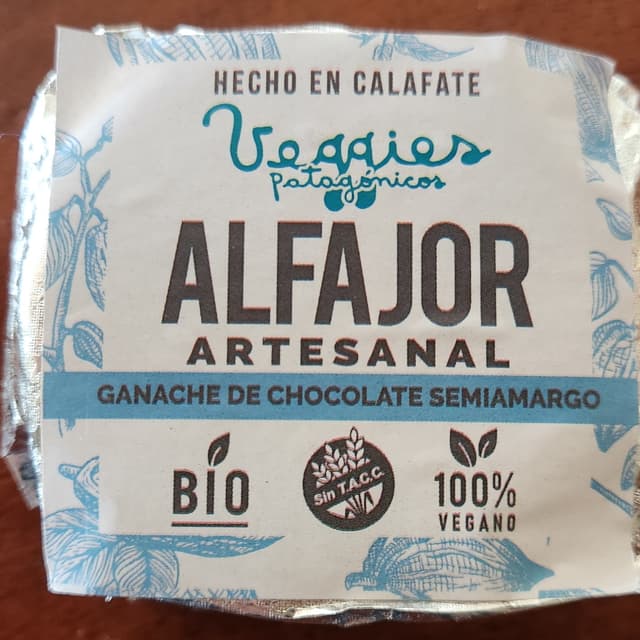 HECHO EN CALAFATE
Veggies
patagónicos
ALFAJOR
ARTESANAL
GANACHE DE CHOCOLATE SEMIAMARGO
BIO
Sin T.A.C.C.
100%
VEGANO